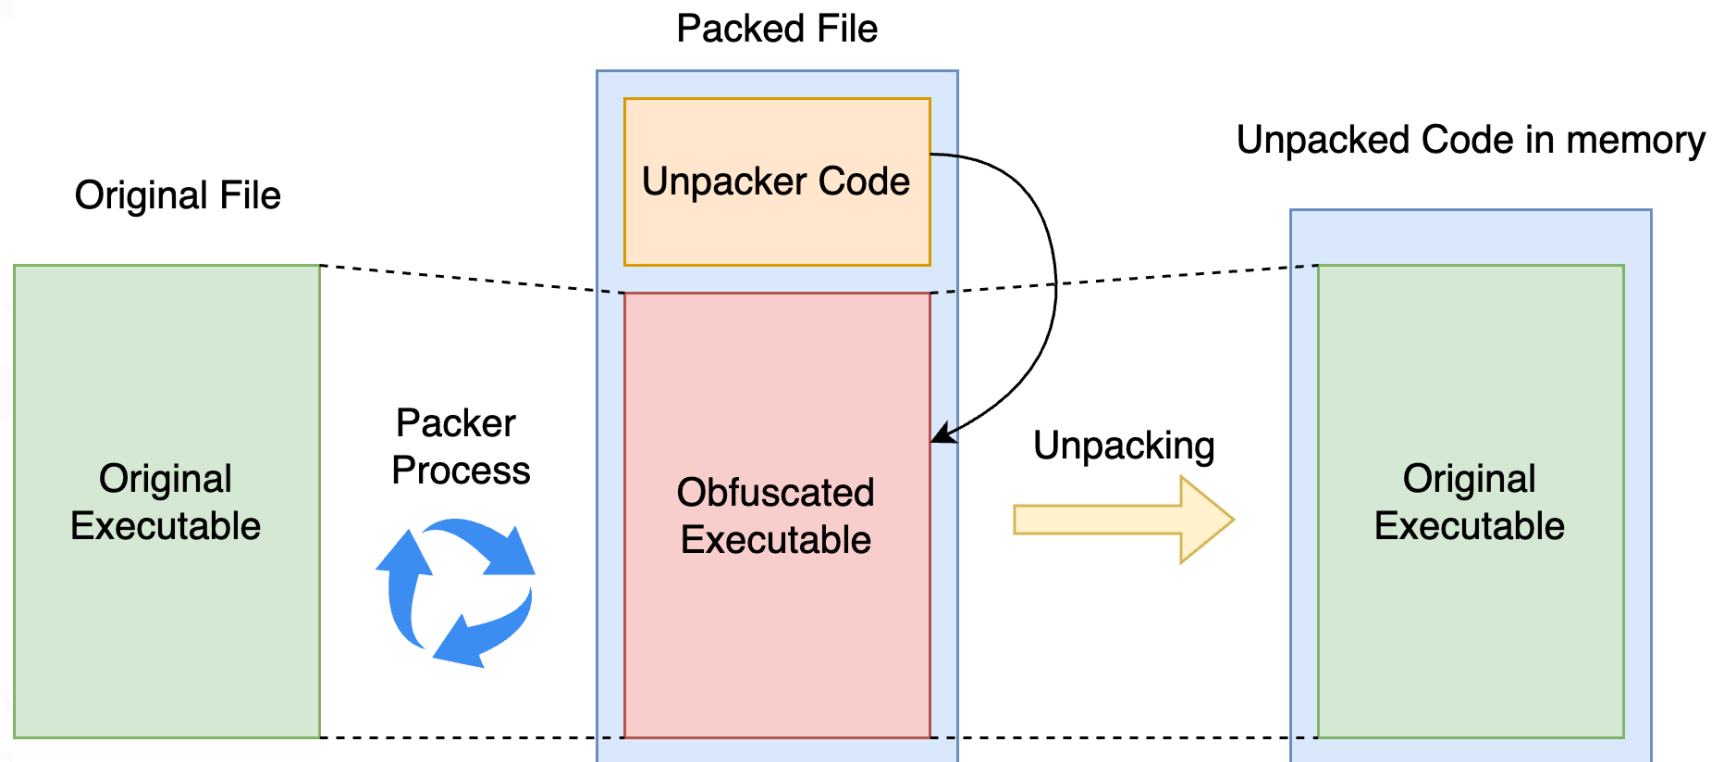 Packed File
Unpacker Code
Unpacked Code in memory
Original File
Original
Executable
Packer
Process
Obfuscated
Executable
Unpacking
Original
Executable